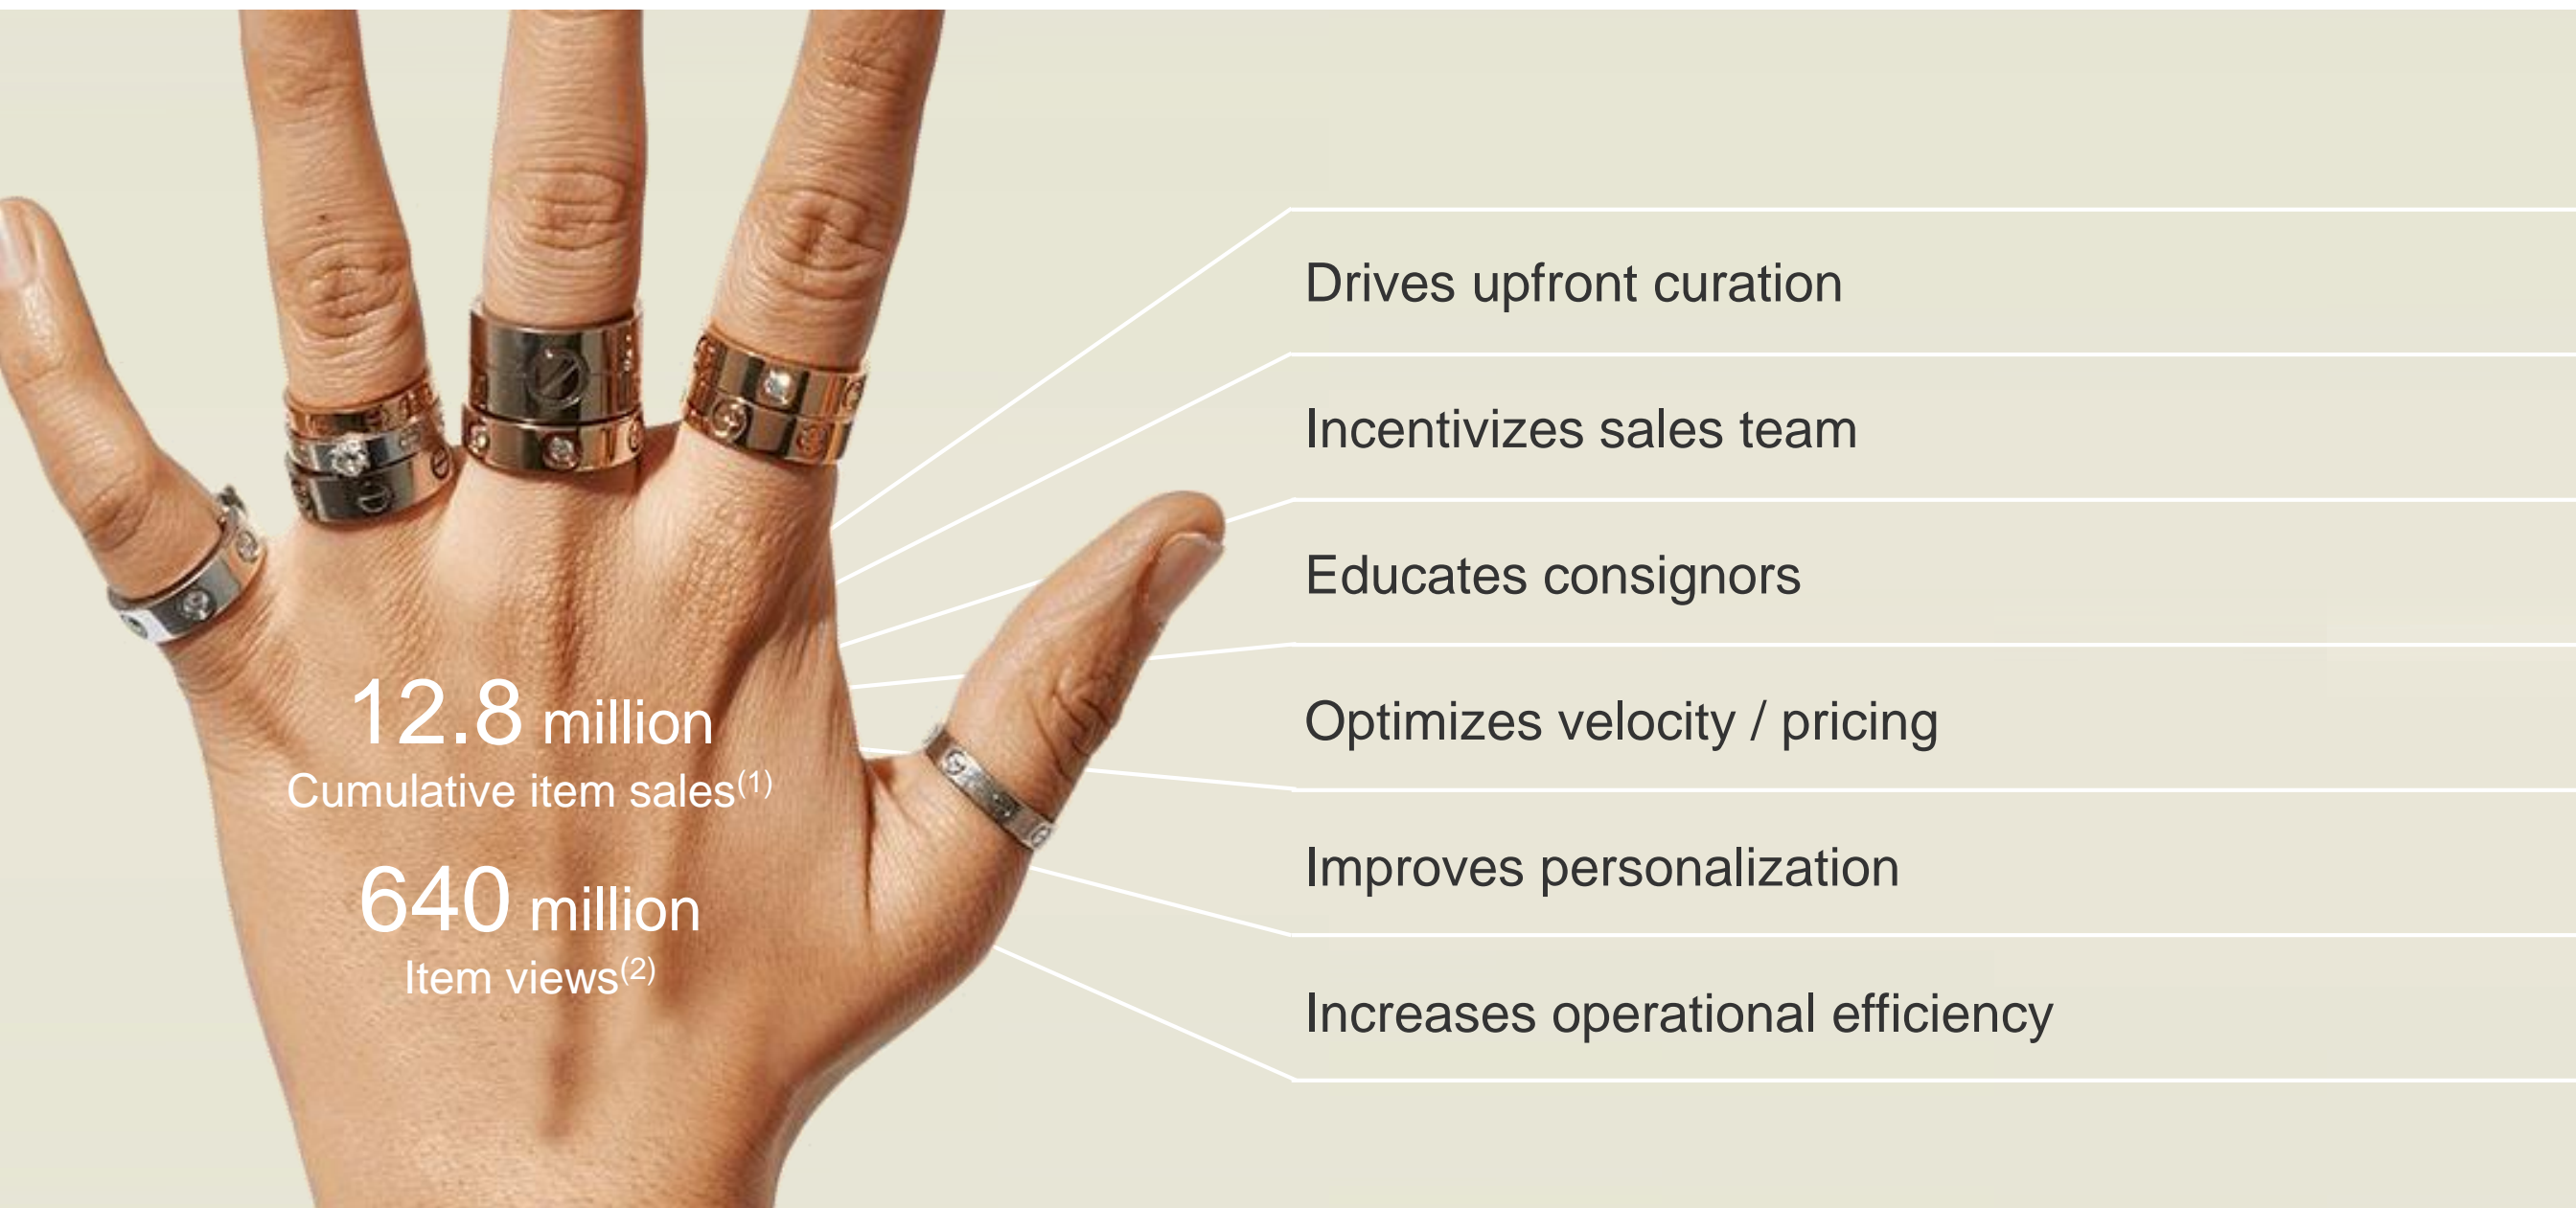 12.8 million
Cumulative item sales(1)
640 million
Item views(2)
Drives upfront curation
Incentivizes sales team
Educates consignors
Optimizes velocity / pricing
Improves personalization
Increases operational efficiency